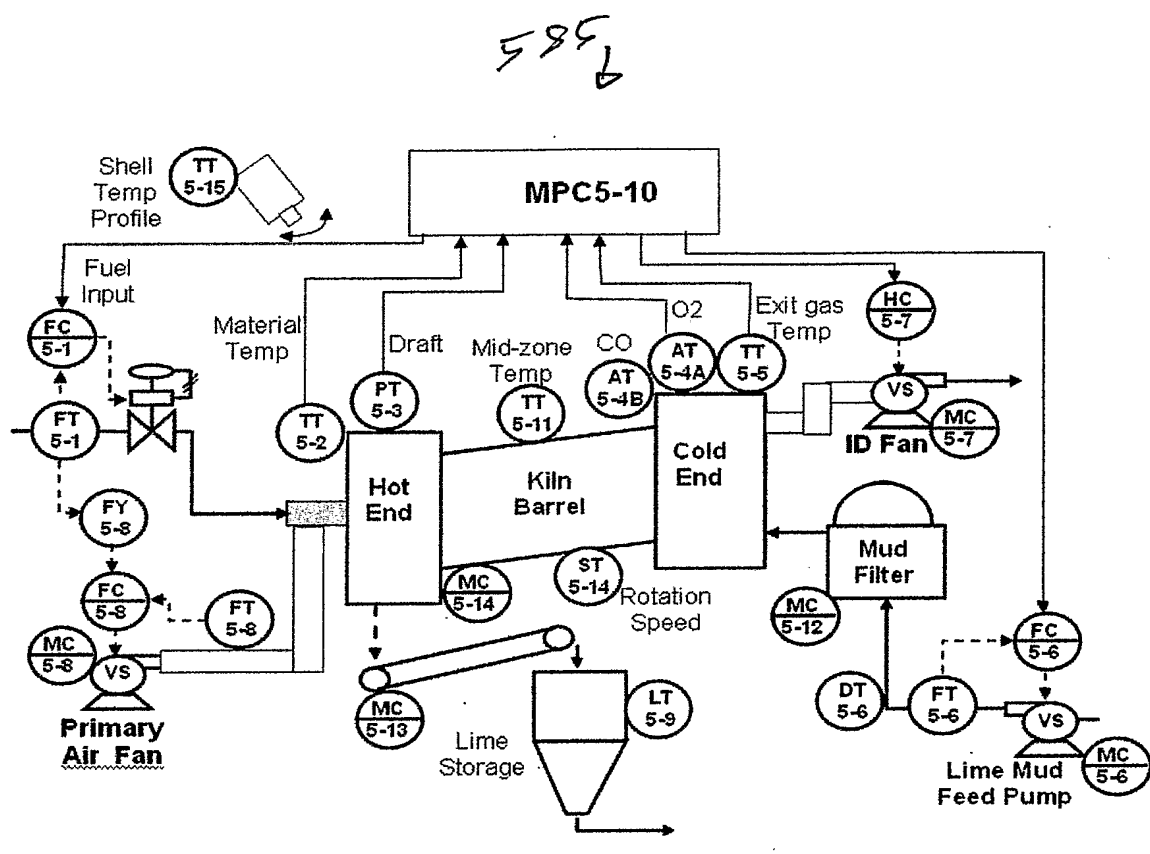 585
MPC5-10
Shell
Temp
Profile
TT
5-15
Fuel
Input
FC
5-1
FT
5-1
Material
Temp
TT
5-2
Draft
PT
5-3
Mid-zone
Temp
TT
5-11
CO
AT
5-4B
O2
AT
5-4A
Exit gas
Temp
TT
5-5
HC
5-7
VS
MC
5-7
ID Fan
Hot
End
Kiln
Barrel
Cold
End
FY
5-8
FC
5-8
FT
5-8
MC
5-8
VS
Primary
Air Fan
MC
5-14
ST
5-14
Rotation
Speed
Mud
Filter
MC
5-12
FC
5-6
DT
5-6
FT
5-6
VS
MC
5-6
Lime Mud
Feed Pump
MC
5-13
Lime
Storage
LT
5-9